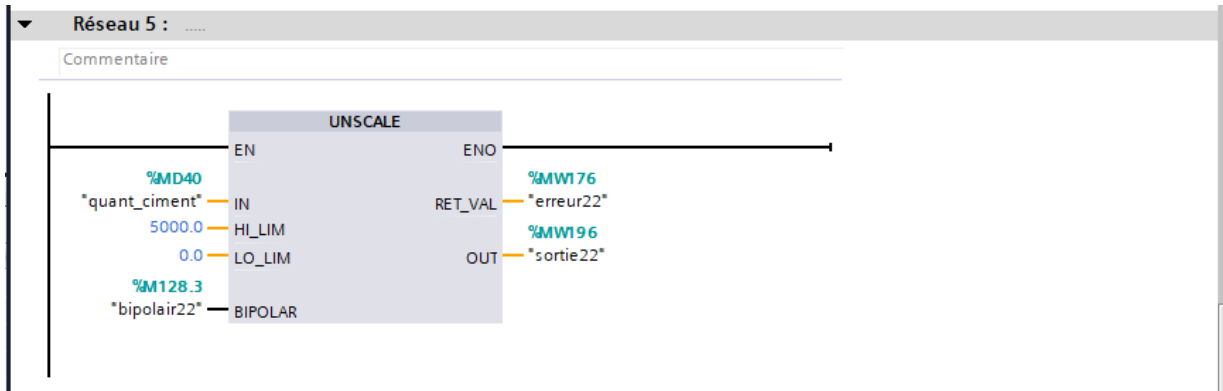 Réseau 5 : .....
Commentaire
UNSCALE
EN ENO
%MD40 %MW176
"quant_ciment" IN RET_VAL "erreur22"
5000.0 HI_LIM %MW196
0.0 LO_LIM OUT "sortie22"
%M128.3
"bipolair22" BIPOLAR